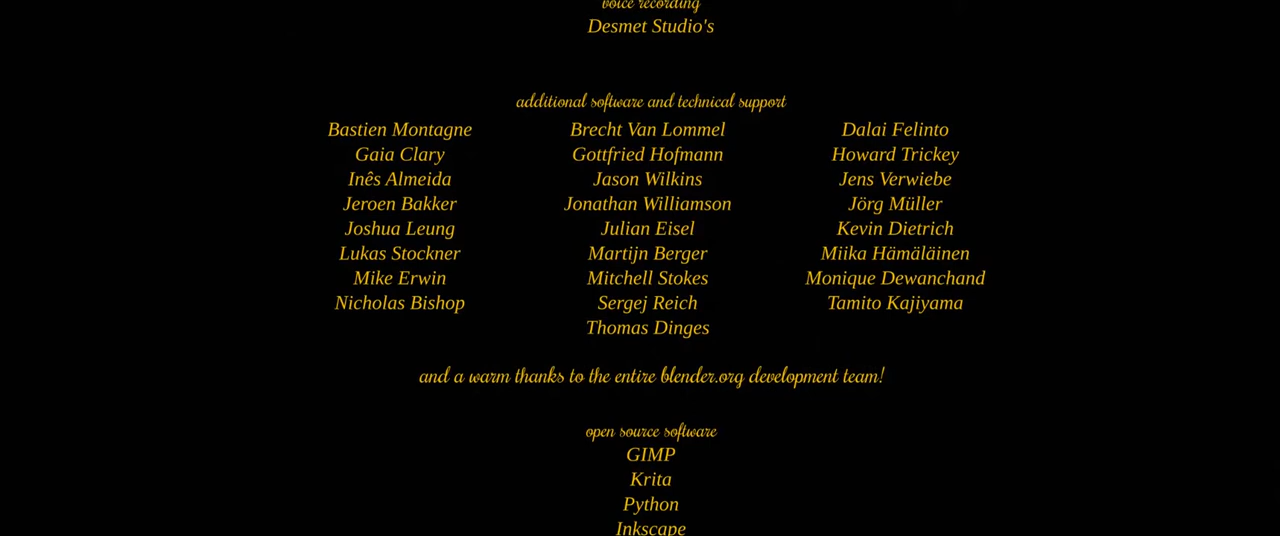 voice recording
Desmet Studio's
additional software and technical support
Bastien Montagne Brecht Van Lommel Dalai Felinto
Gaia Clary Gottfried Hofmann Howard Trickey
Inês Almeida Jason Wilkins Jens Verwiebe
Jeroen Bakker Jonathan Williamson Jörg Müller
Joshua Leung Julian Eisel Kevin Dietrich
Lukas Stockner Martijn Berger Miika Hämäläinen
Mike Erwin Mitchell Stokes Monique Dewanchand
Nicholas Bishop Sergej Reich Tamito Kajiyama
Thomas Dinges
and a warm thanks to the entire blender.org development team!
open source software
GIMP
Krita
Python
Inkscape